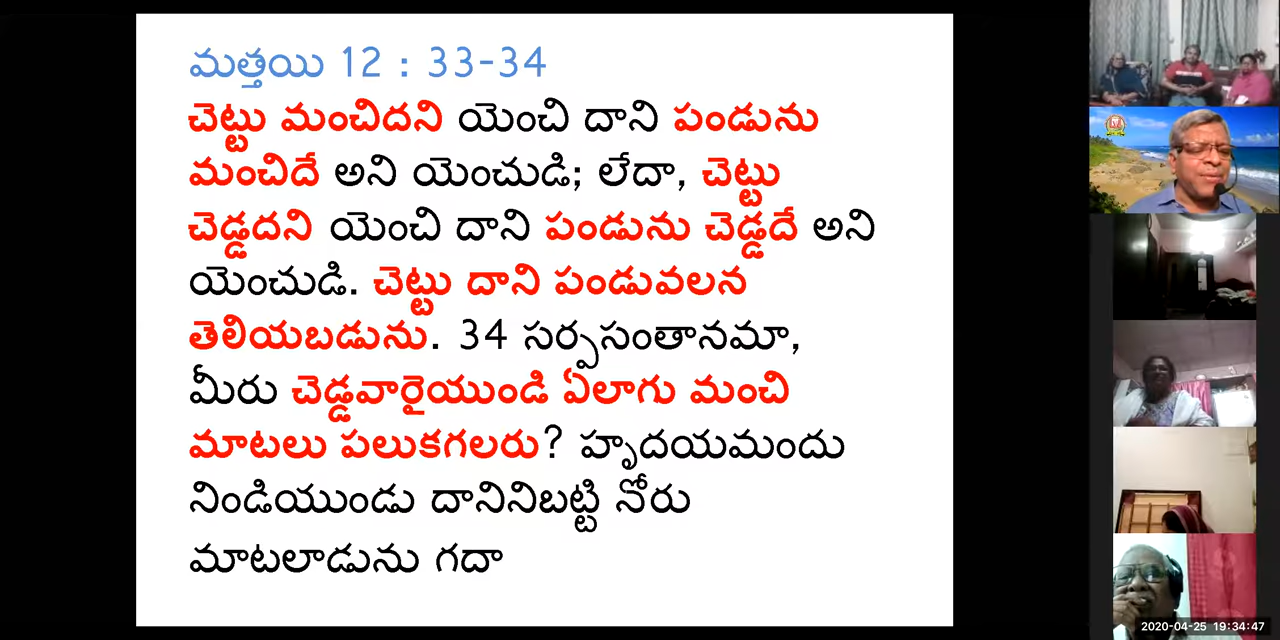 మత్తయి 12 : 33-34
చెట్టు మంచిదని యెంచి దాని పండును
మంచిదే అని యెంచుడి; లేదా, చెట్టు
చెడ్డదని యెంచి దాని పండును చెడ్డదే అని
యెంచుడి. చెట్టు దాని పండువలన
తెలియబడును. 34 సర్పసంతానమా,
మీరు చెడ్డవారైయుండి ఏలాగు మంచి
మాటలు పలుకగలరు? హృదయమందు
నిండియుండు దానినిబట్టి నోరు
మాటలాడును గదా
2020-04-25 19:34:47